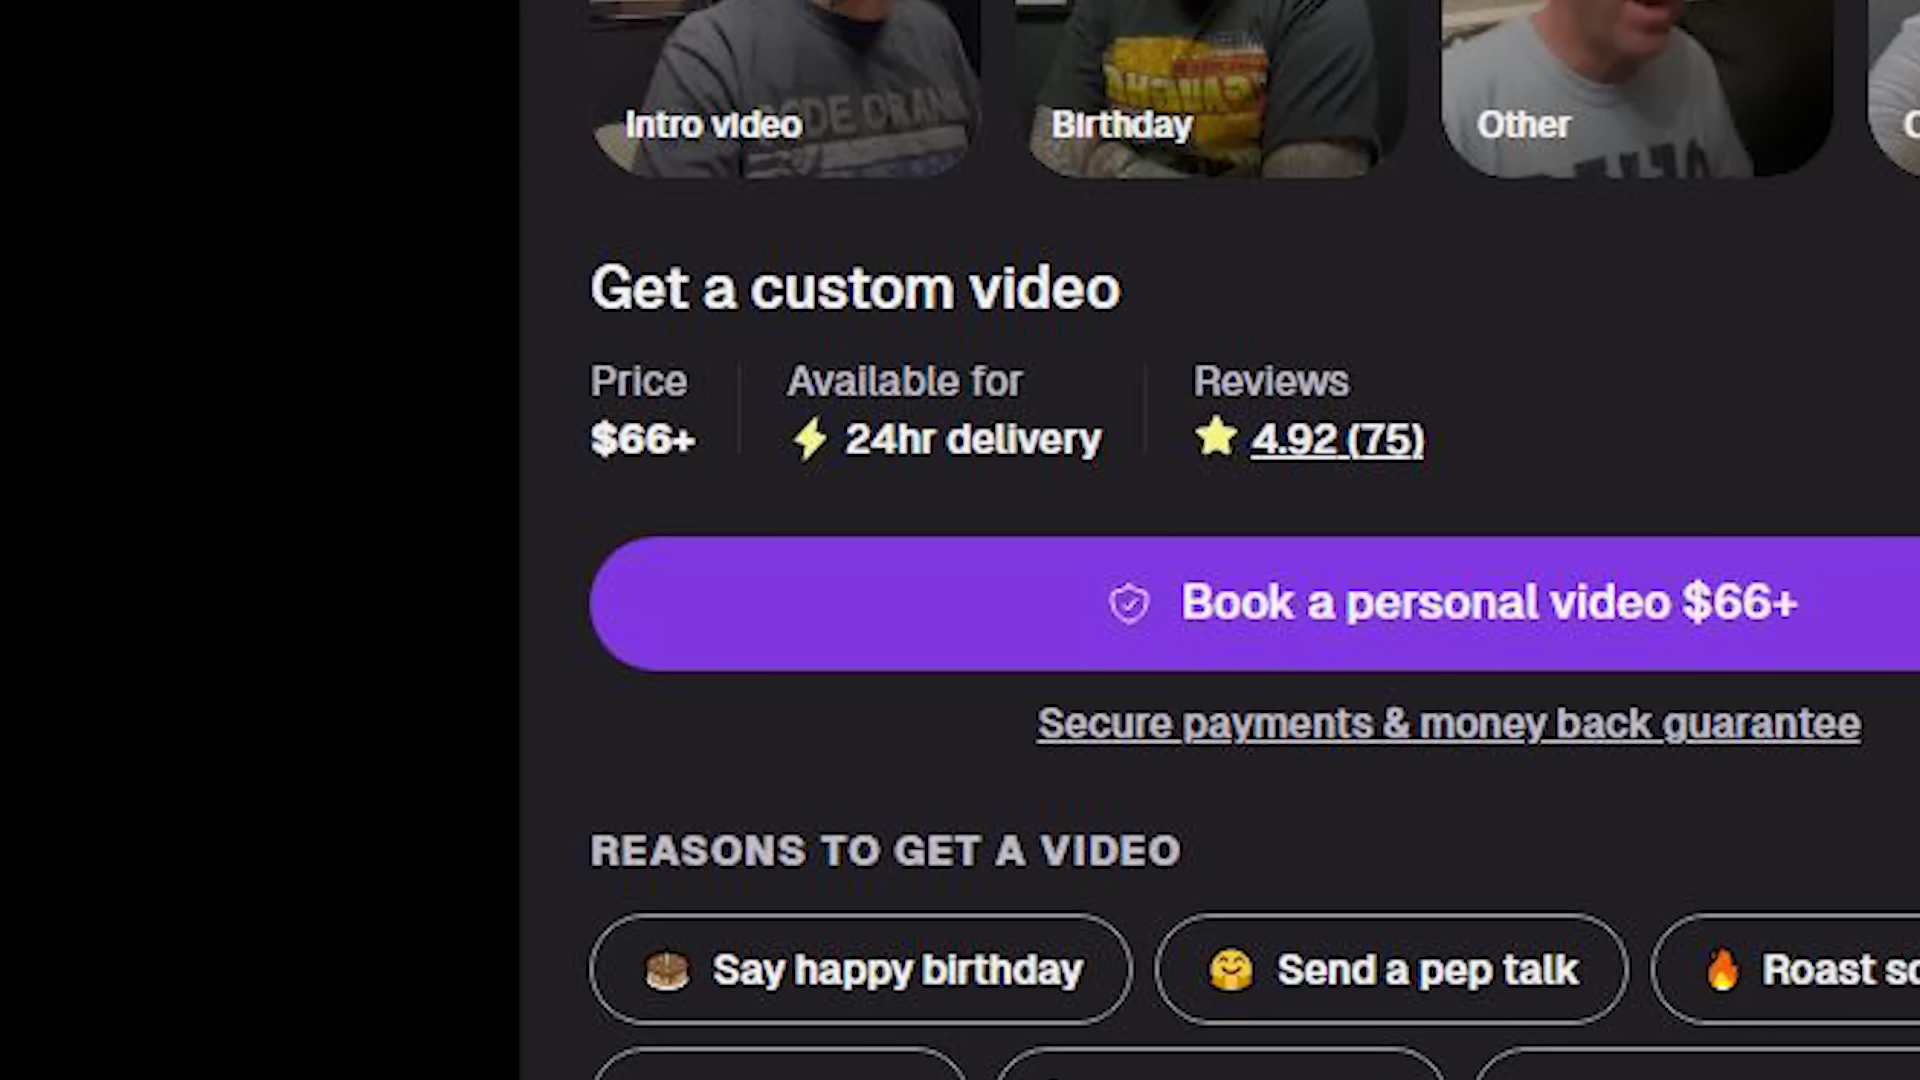 Intro video
Birthday
Other
Get a custom video
Price
Available for
Reviews
$66+
24hr delivery
4.92 (75)
Book a personal video $66+
Secure payments & money back guarantee
REASONS TO GET A VIDEO
Say happy birthday
Send a pep talk
Roast